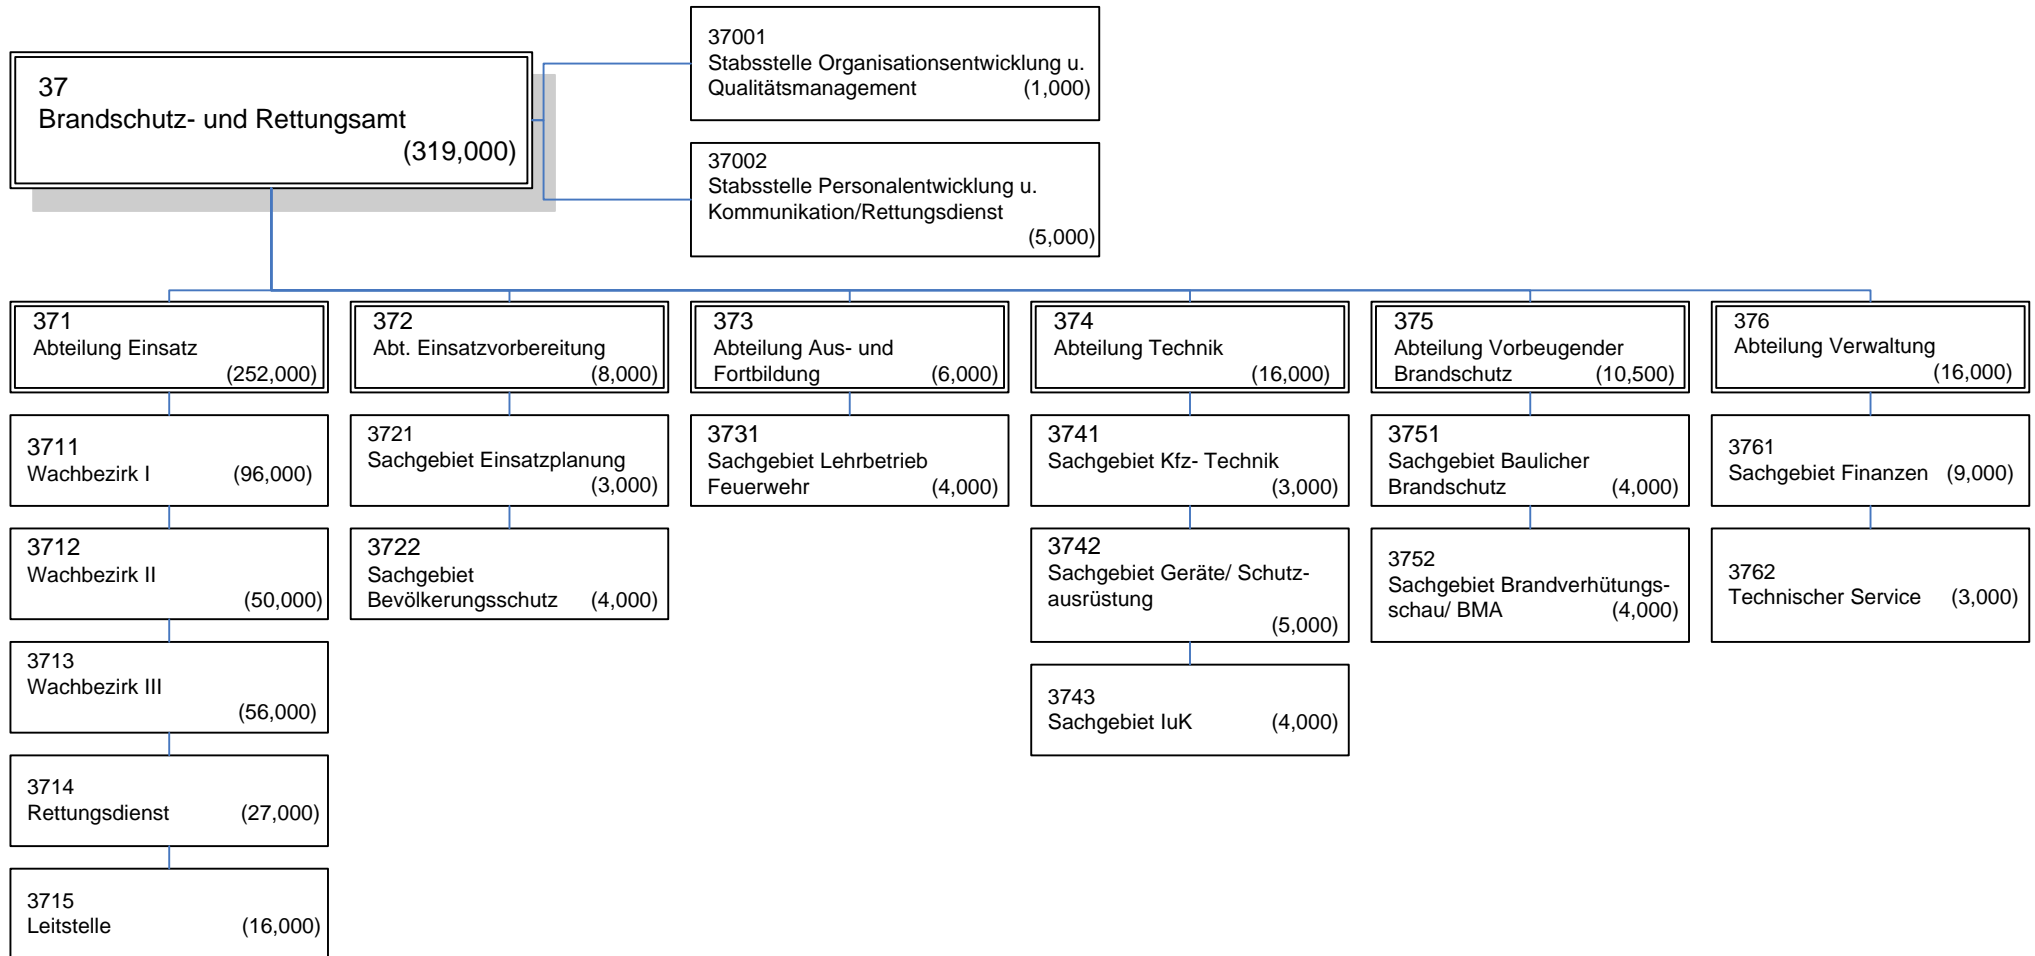 37
Brandschutz- und Rettungsamt
(319,000)
37001
Stabsstelle Organisationsentwicklung u.
Qualitätsmanagement (1,000)
37002
Stabsstelle Personalentwicklung u.
Kommunikation/Rettungsdienst
(5,000)
371
Abteilung Einsatz
(252,000)
372
Abt. Einsatzvorbereitung
(8,000)
373
Abteilung Aus- und
Fortbildung (6,000)
374
Abteilung Technik
(16,000)
375
Abteilung Vorbeugender
Brandschutz (10,500)
376
Abteilung Verwaltung
(16,000)
3711
Wachbezirk I (96,000)
3721
Sachgebiet Einsatzplanung
(3,000)
3731
Sachgebiet Lehrbetrieb
Feuerwehr (4,000)
3741
Sachgebiet Kfz- Technik
(3,000)
3751
Sachgebiet Baulicher
Brandschutz (4,000)
3761
Sachgebiet Finanzen (9,000)
3712
Wachbezirk II
(50,000)
3722
Sachgebiet
Bevölkerungsschutz (4,000)
3742
Sachgebiet Geräte/ Schutz-
ausrüstung
(5,000)
3752
Sachgebiet Brandverhütungs-
schau/ BMA (4,000)
3762
Technischer Service (3,000)
3713
Wachbezirk III
(56,000)
3743
Sachgebiet IuK (4,000)
3714
Rettungsdienst (27,000)
3715
Leitstelle (16,000)